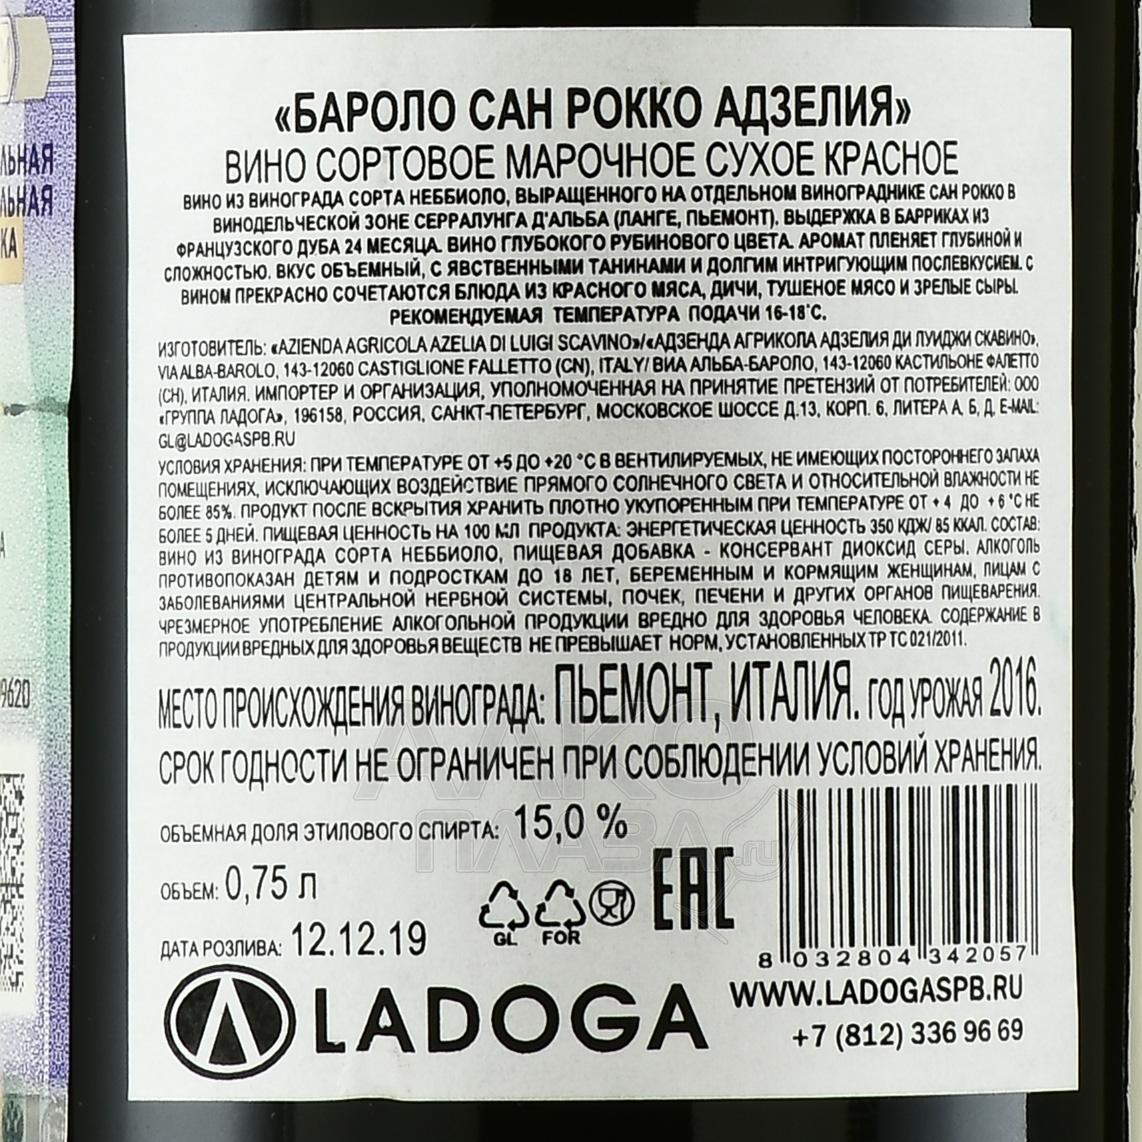 «БАРОЛО САН РОККО АДЗЕЛИЯ»
ВИНО СОРТОВОЕ МАРОЧНОЕ СУХОЕ КРАСНОЕ
ВИНО ИЗ ВИНОГРАДА СОРТА НЕББИОЛО, ВЫРАЩЕННОГО НА ОТДЕЛЬНОМ ВИНОГРАДНИКЕ САН РОККО В
ВИНОДЕЛЬЧЕСКОЙ ЗОНЕ СЕРРАЛУНГА Д'АЛЬБА (ЛАНГЕ, ПЬЕМОНТ). ВЫДЕРЖКА В БАРРИКАХ ИЗ
ФРАНЦУЗСКОГО ДУБА 24 МЕСЯЦА. ВИНО ГЛУБОКОГО РУБИНОВОГО ЦВЕТА. АРОМАТ ПЛЕНЯЕТ ГЛУБИНОЙ И
СЛОЖНОСТЬЮ. ВКУС ОБЪЕМНЫЙ, С ЯВСТВЕННЫМИ ТАНИНАМИ И ДОЛГИМ ИНТРИГУЮЩИМ ПОСЛЕВКУСИЕМ. С
ВИНОМ ПРЕКРАСНО СОЧЕТАЮТСЯ БЛЮДА ИЗ КРАСНОГО МЯСА, ДИЧИ, ТУШЕНОЕ МЯСО И ЗРЕЛЫЕ СЫРЫ.
РЕКОМЕНДУЕМАЯ ТЕМПЕРАТУРА ПОДАЧИ 16-18°С.
ИЗГОТОВИТЕЛЬ: «AZIENDA AGRICOLA AZELIA DI LUIGI SCAVINO»/«АДЗЕНДА АГРИКОЛА АДЗЕЛИЯ ДИ ЛУИДЖИ СКАВИНО»,
VIA ALBA-BAROLO, 143-12060 CASTIGLIONE FALLETTO (CN), ITALY/ ВИА АЛЬБА-БАРОЛО, 143-12060 КАСТИЛЬОНЕ ФАЛЕТТО
(CH), ИТАЛИЯ. ИМПОРТЕР И ОРГАНИЗАЦИЯ, УПОЛНОМОЧЕННАЯ НА ПРИНЯТИЕ ПРЕТЕНЗИЙ ОТ ПОТРЕБИТЕЛЕЙ: ООО
«ГРУППА ЛАДОГА», 196158, РОССИЯ, САНКТ-ПЕТЕРБУРГ, МОСКОВСКОЕ ШОССЕ Д.13, КОРП. 6, ЛИТЕРА А, Б, Д, E-MAIL:
GL@LADOGASPB.RU
УСЛОВИЯ ХРАНЕНИЯ: ПРИ ТЕМПЕРАТУРЕ ОТ +5 ДО +20 °С В ВЕНТИЛИРУЕМЫХ, НЕ ИМЕЮЩИХ ПОСТОРОННЕГО ЗАПАХА
ПОМЕЩЕНИЯХ, ИСКЛЮЧАЮЩИХ ВОЗДЕЙСТВИЕ ПРЯМОГО СОЛНЕЧНОГО СВЕТА И ОТНОСИТЕЛЬНОЙ ВЛАЖНОСТИ НЕ
БОЛЕЕ 85%. ПРОДУКТ ПОСЛЕ ВСКРЫТИЯ ХРАНИТЬ ПЛОТНО УКУПОРЕННЫМ ПРИ ТЕМПЕРАТУРЕ ОТ + 4 ДО + 6 °С НЕ
БОЛЕЕ 5 ДНЕЙ. ПИЩЕВАЯ ЦЕННОСТЬ НА 100 МЛ ПРОДУКТА: ЭНЕРГЕТИЧЕСКАЯ ЦЕННОСТЬ 350 КДЖ/ 85 ККАЛ. СОСТАВ:
ВИНО ИЗ ВИНОГРАДА СОРТА НЕББИОЛО, ПИЩЕВАЯ ДОБАВКА - КОНСЕРВАНТ ДИОКСИД СЕРЫ. АЛКОГОЛЬ
ПРОТИВОПОКАЗАН ДЕТЯМ И ПОДРОСТКАМ ДО 18 ЛЕТ, БЕРЕМЕННЫМ И КОРМЯЩИМ ЖЕНЩИНАМ, ЛИЦАМ С
ЗАБОЛЕВАНИЯМИ ЦЕНТРАЛЬНОЙ НЕРВНОЙ СИСТЕМЫ, ПОЧЕК, ПЕЧЕНИ И ДРУГИХ ОРГАНОВ ПИЩЕВАРЕНИЯ.
ЧРЕЗМЕРНОЕ УПОТРЕБЛЕНИЕ АЛКОГОЛЬНОЙ ПРОДУКЦИИ ВРЕДНО ДЛЯ ЗДОРОВЬЯ ЧЕЛОВЕКА. СОДЕРЖАНИЕ В
ПРОДУКЦИИ ВРЕДНЫХ ДЛЯ ЗДОРОВЬЯ ВЕЩЕСТВ НЕ ПРЕВЫШАЕТ НОРМ, УСТАНОВЛЕННЫХ ТР ТС 021/2011.
МЕСТО ПРОИСХОЖДЕНИЯ ВИНОГРАДА: ПЬЕМОНТ, ИТАЛИЯ. ГОД УРОЖАЯ 2016.
СРОК ГОДНОСТИ НЕ ОГРАНИЧЕН ПРИ СОБЛЮДЕНИИ УСЛОВИЙ ХРАНЕНИЯ.
ОБЪЕМНАЯ ДОЛЯ ЭТИЛОВОГО СПИРТА: 15,0 %
ОБЪЕМ: 0,75 л
GL FOR
EAC
ДАТА РОЗЛИВА: 12.12.19
8 032804 342057
LADOGA
WWW.LADOGASPB.RU
+7 (812) 336 96 69
АЛКО
ПЛАЗА.ru